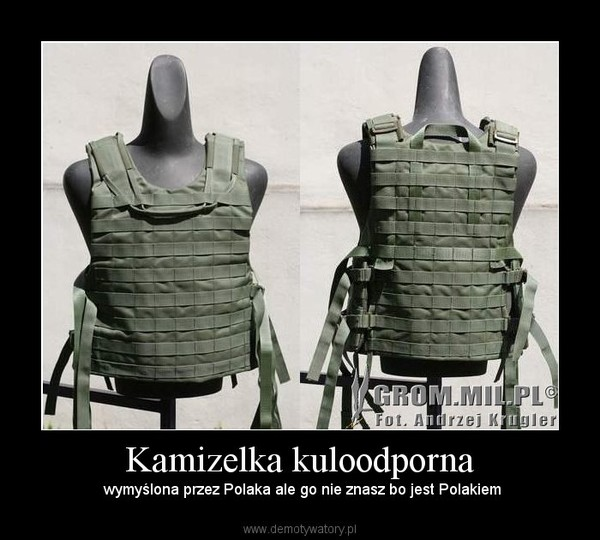 GROM.MIL.PL©
Fot. Andrzej Krugler
Kamizelka kuloodporna
wymyślona przez Polaka ale go nie znasz bo jest Polakiem
www.demotywatory.pl